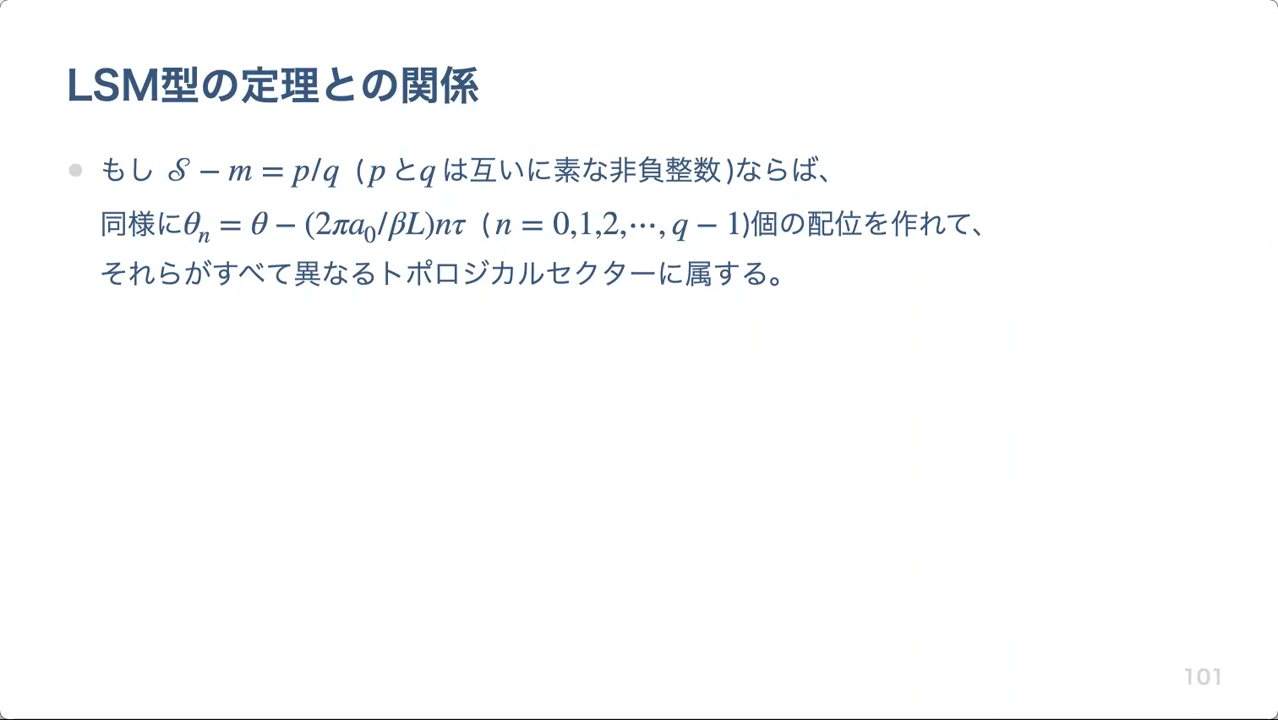 LSM型の定理との関係
もし 𝒮 − m = p/q (pとqは互いに素な非負整数)ならば、
同様にθₙ = θ − (2πa₀/βL)nτ (n = 0,1,2,⋯, q − 1)個の配位を作れて、
それらがすべて異なるトポロジカルセクターに属する。
101